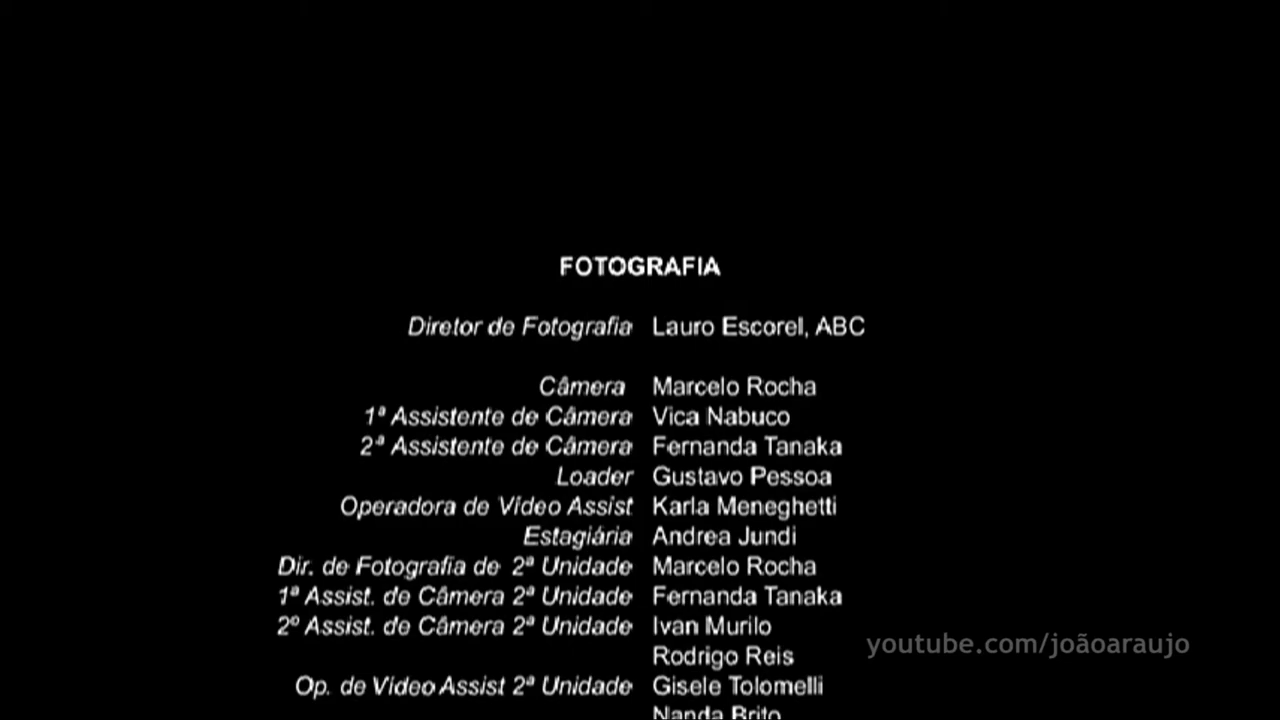 FOTOGRAFIA
Diretor de Fotografia Lauro Escorel, ABC
Câmera Marcelo Rocha
1ª Assistente de Câmera Vica Nabuco
2ª Assistente de Câmera Fernanda Tanaka
Loader Gustavo Pessoa
Operadora de Vídeo Assist Karla Meneghetti
Estagiária Andrea Jundi
Dir. de Fotografia de 2ª Unidade Marcelo Rocha
1ª Assist. de Câmera 2ª Unidade Fernanda Tanaka
2º Assist. de Câmera 2ª Unidade Ivan Murilo
Rodrigo Reis
Op. de Vídeo Assist 2ª Unidade Gisele Tolomelli
Nanda Brito
youtube.com/joãoaraujo